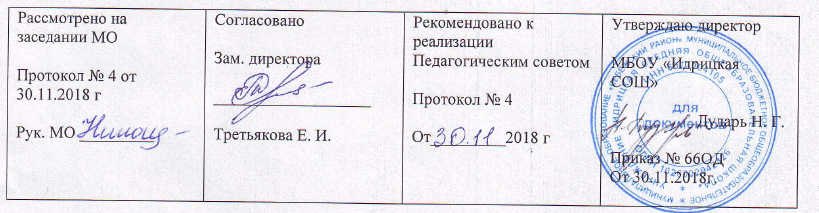 Рассмотрено на
заседании МО
Протокол № 4 от
30.11.2018 г
Рук. МО
Согласовано
Зам. директора
Третьякова Е. И.
Рекомендовано к
реализации
Педагогическим советом
Протокол № 4
От 30.11 2018 г
Утверждаю директор
МБОУ «Идрицкая
СОШ»
Дударь Н. Г.
Приказ № 66ОД
От 30.11.2018г.
для
документов